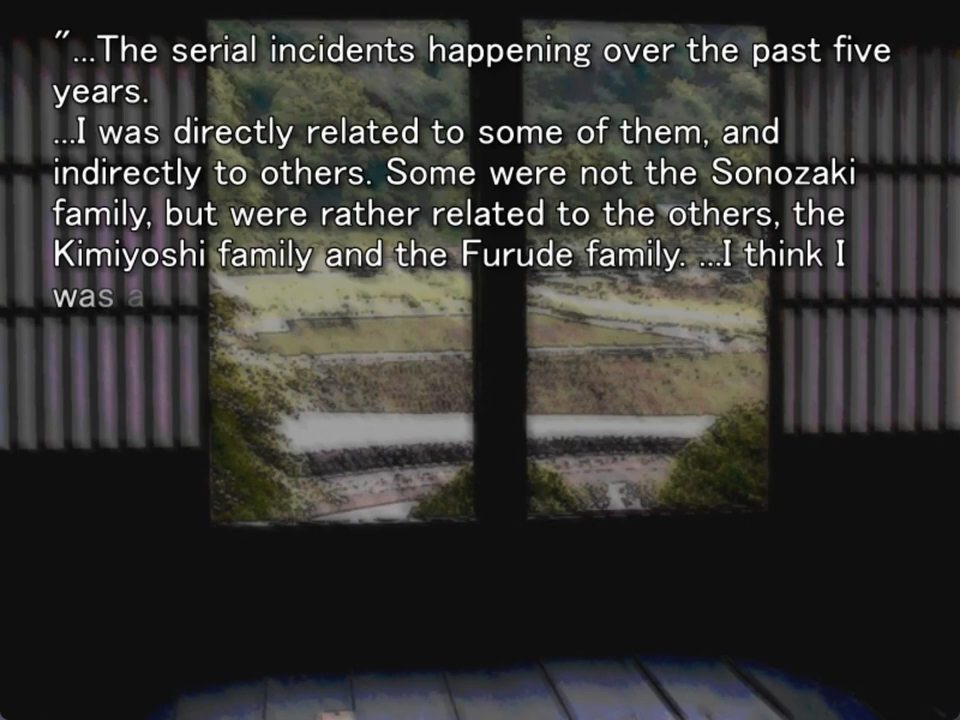 "...The serial incidents happening over the past five
years.
...I was directly related to some of them, and
indirectly to others. Some were not the Sonozaki
family, but were rather related to the others, the
Kimiyoshi family and the Furude family. ...I think I
was a